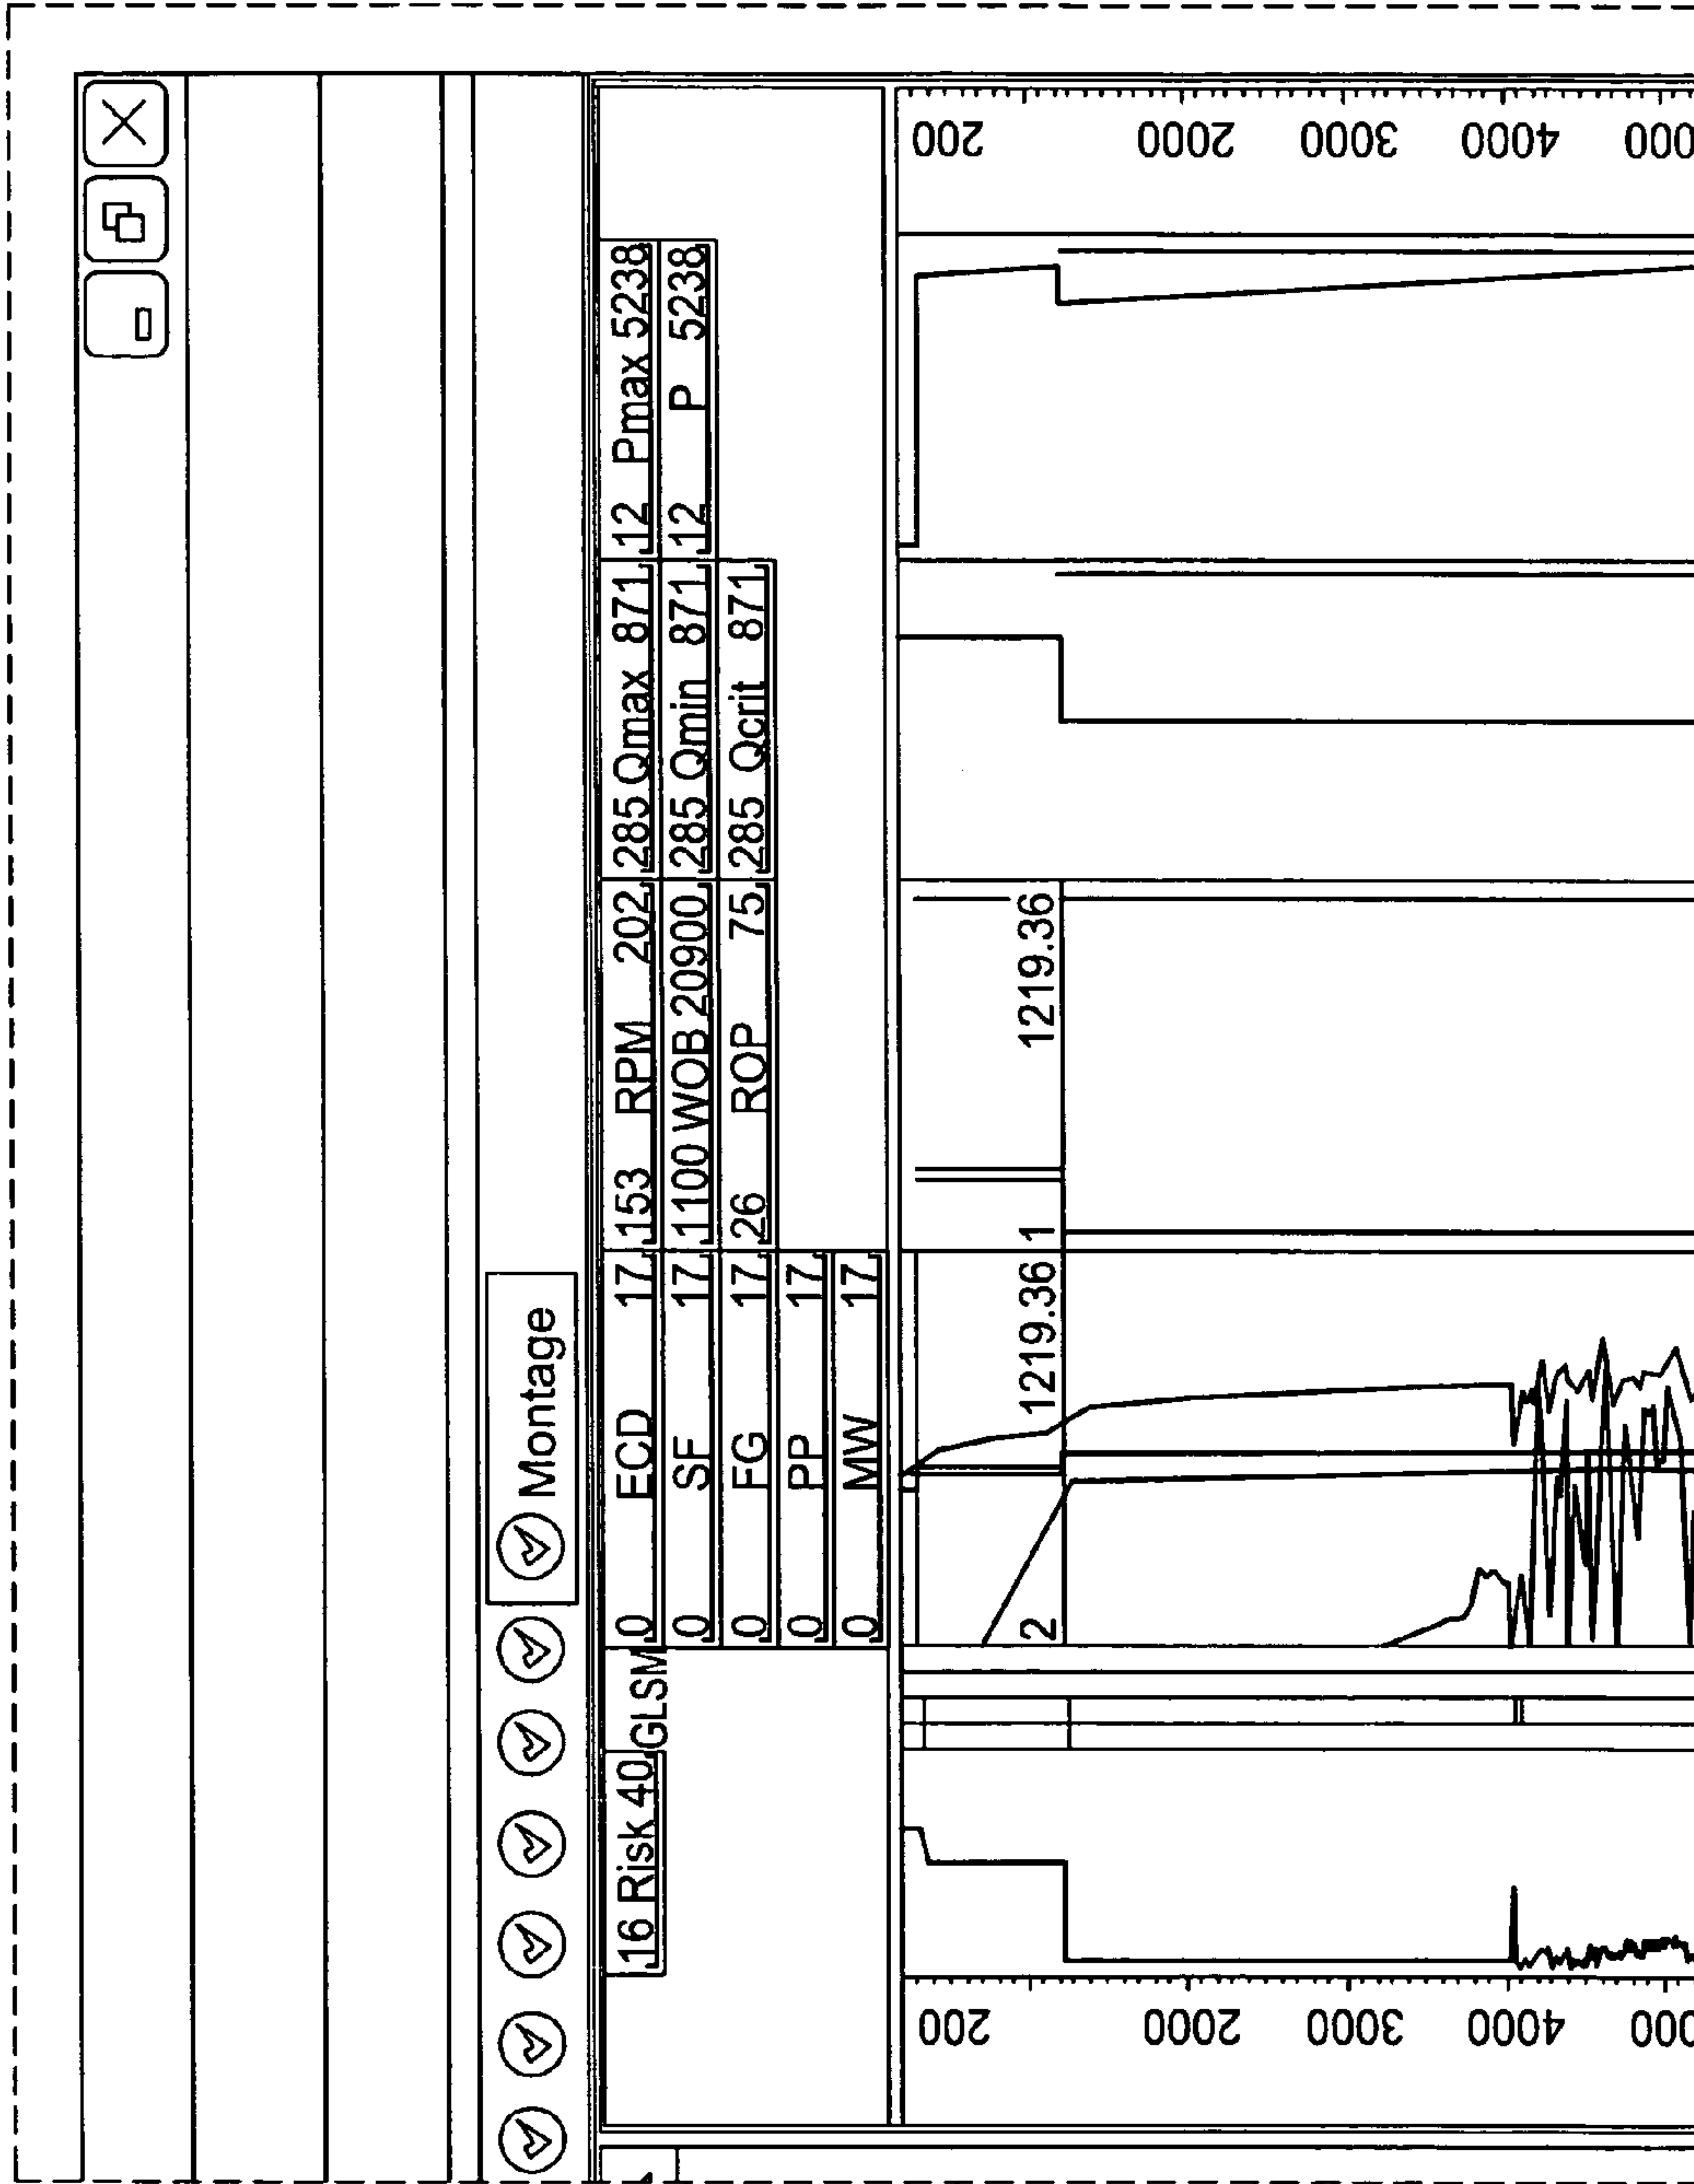 Montage
16 Risk 40 GLSM 0 ECD 17 153 RPM 202 285 Qmax 871 12 Pmax 5238
0 SF 17 1100 WOB 20900 285 Qmin 871 12 P 5238
0 FG 17 26 ROP 75 285 Qcrit 871
0 PP 17
0 MW 17
200 200
2 1219.36 1 1219.36
2000 2000
3000 3000
4000 4000